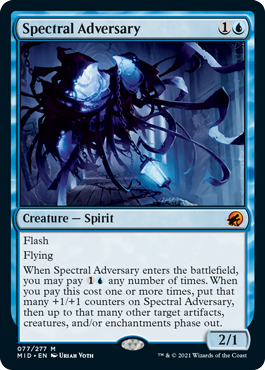 Spectral Adversary 1
Creature — Spirit
Flash
Flying
When Spectral Adversary enters the battlefield,
you may pay 1 any number of times. When
you pay this cost one or more times, put that
many +1/+1 counters on Spectral Adversary,
then up to that many other target artifacts,
creatures, and/or enchantments phase out.
2/1
077/277 M
MID • EN Uriah Voth
™ & © 2021 Wizards of the Coast